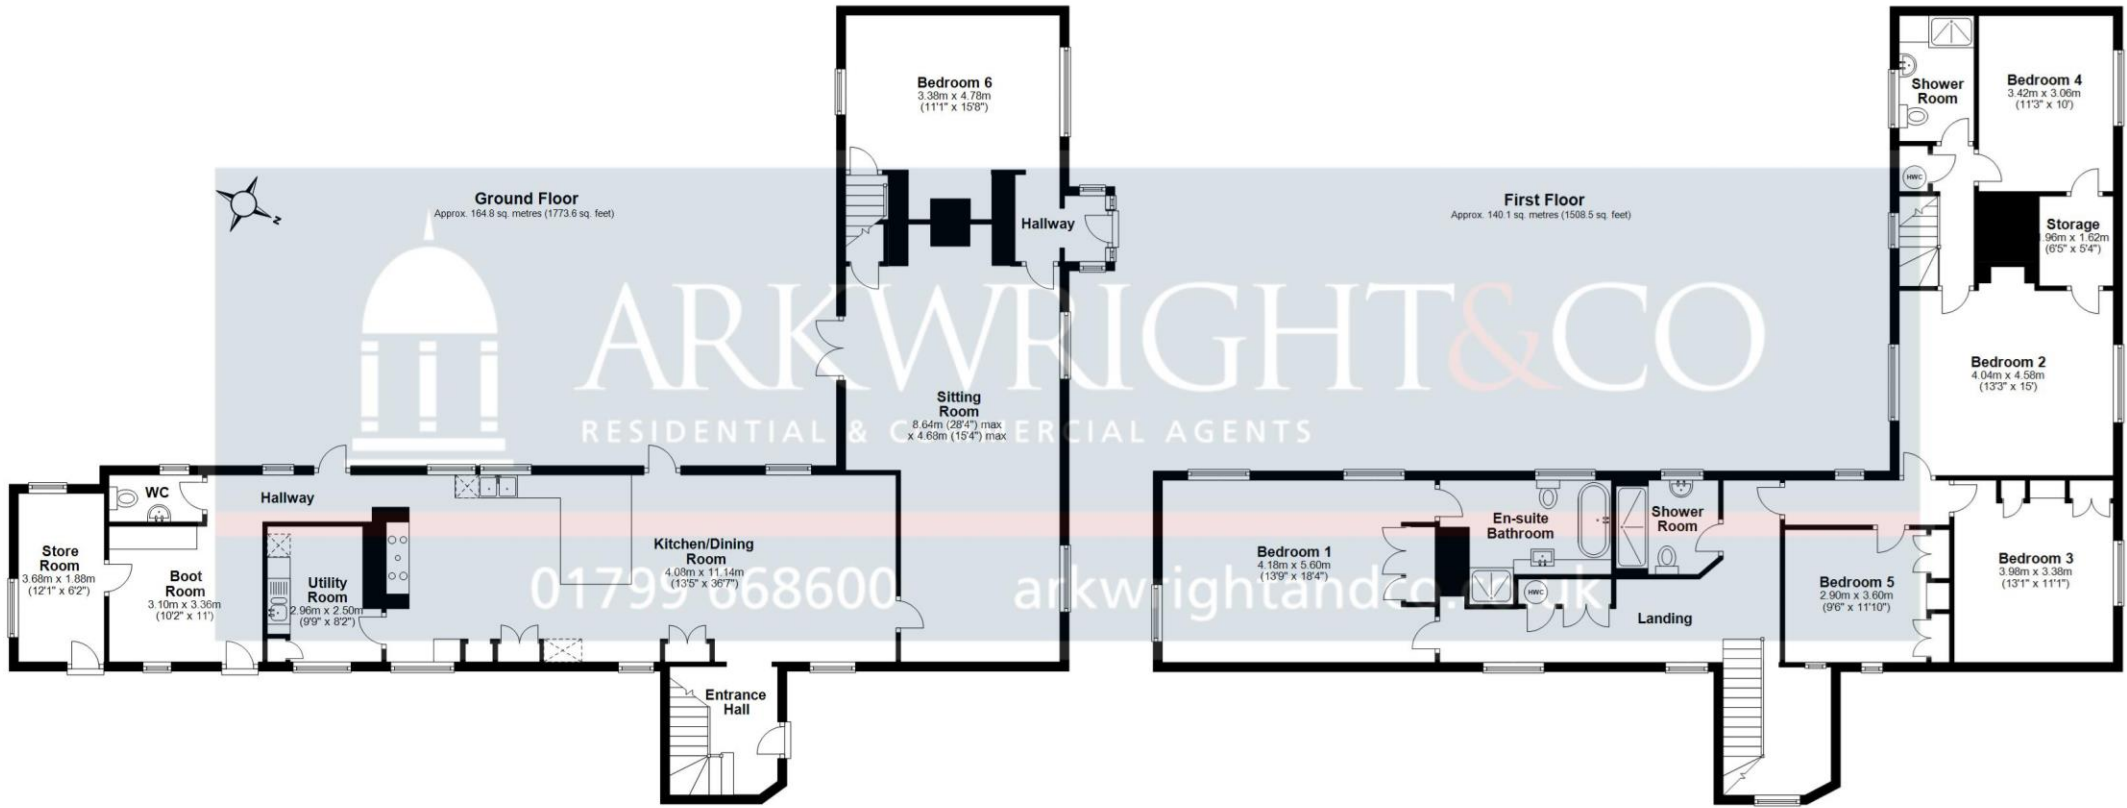 Ground Floor
Approx. 164.8 sq. metres (1773.6 sq. feet)
Bedroom 6
3.38m x 4.78m
(11'1" x 15'8")
Hallway
Sitting
Room
8.64m (28'4") max
x 4.68m (15'4") max
WC
Hallway
Store
Room
3.68m x 1.88m
(12'1" x 6'2")
Boot
Room
3.10m x 3.36m
(10'2" x 11')
Utility
Room
2.96m x 2.50m
(9'9" x 8'2")
Kitchen/Dining
Room
4.08m x 11.14m
(13'5" x 36'7")
Entrance
Hall
N
First Floor
Approx. 140.1 sq. metres (1508.5 sq. feet)
Shower
Room
Bedroom 4
3.42m x 3.06m
(11'3" x 10')
HWC
Storage
1.96m x 1.62m
(6'5" x 5'4")
Bedroom 2
4.04m x 4.58m
(13'3" x 15')
Bedroom 1
4.18m x 5.60m
(13'9" x 18'4")
En-suite
Bathroom
Shower
Room
HWC
Landing
Bedroom 5
2.90m x 3.60m
(9'6" x 11'10")
Bedroom 3
3.98m x 3.38m
(13'1" x 11'1")
ARKWRIGHT&CO
RESIDENTIAL & COMMERCIAL AGENTS
01799 668600 arkwrightandco.co.uk